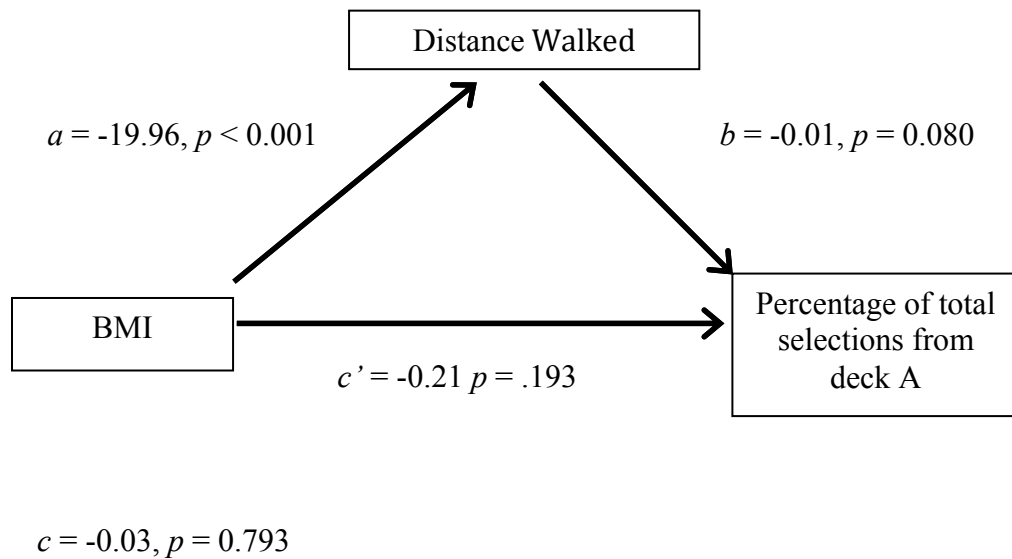 Distance Walked
a = -19.96, p < 0.001
b = -0.01, p = 0.080
BMI
Percentage of total
selections from
deck A
c’ = -0.21 p = .193
c = -0.03, p = 0.793